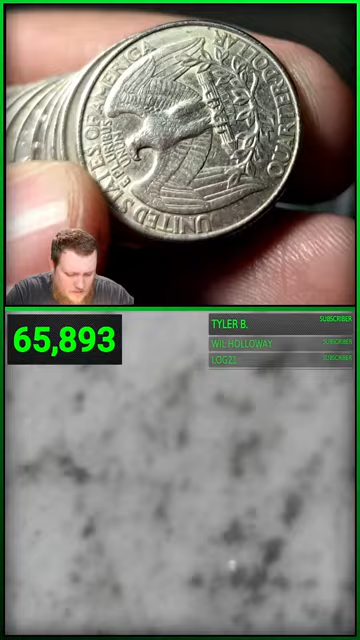 UNITED STATES OF AMERICA
E PLURIBUS UNUM
QUARTER DOLLAR
65,893
TYLER B.
SUBSCRIBER
WIL HOLLOWAY
SUBSCRIBER
LOGZ1
SUBSCRIBER